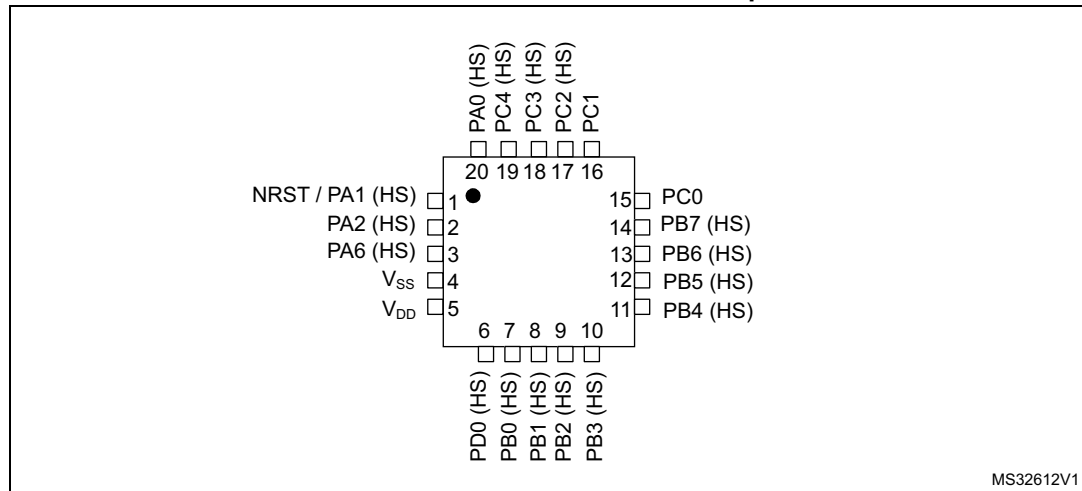 PA0 (HS)
PC4 (HS)
PC3 (HS)
PC2 (HS)
PC1
20 19 18 17 16
NRST / PA1 (HS) 1
PA2 (HS) 2
PA6 (HS) 3
VSS 4
VDD 5
15 PC0
14 PB7 (HS)
13 PB6 (HS)
12 PB5 (HS)
11 PB4 (HS)
6 7 8 9 10
PD0 (HS)
PB0 (HS)
PB1 (HS)
PB2 (HS)
PB3 (HS)
MS32612V1